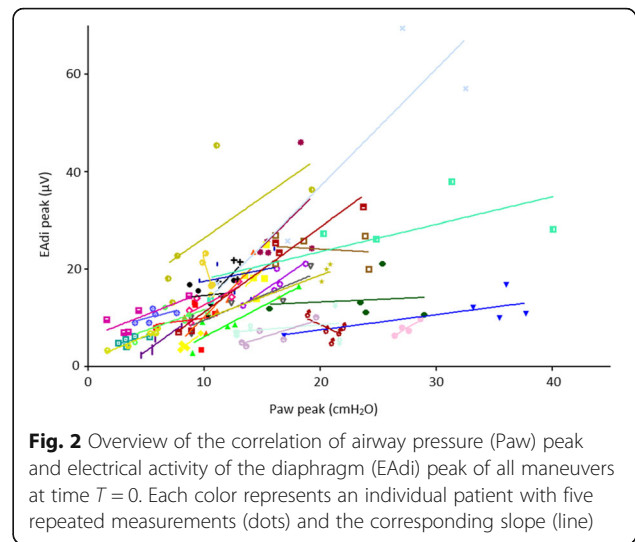 60
40
20
0
EAdi peak (µV)
0
10
20
30
40
Paw peak (cmH₂O)
Fig. 2 Overview of the correlation of airway pressure (Paw) peak
and electrical activity of the diaphragm (EAdi) peak of all maneuvers
at time T = 0. Each color represents an individual patient with five
repeated measurements (dots) and the corresponding slope (line)